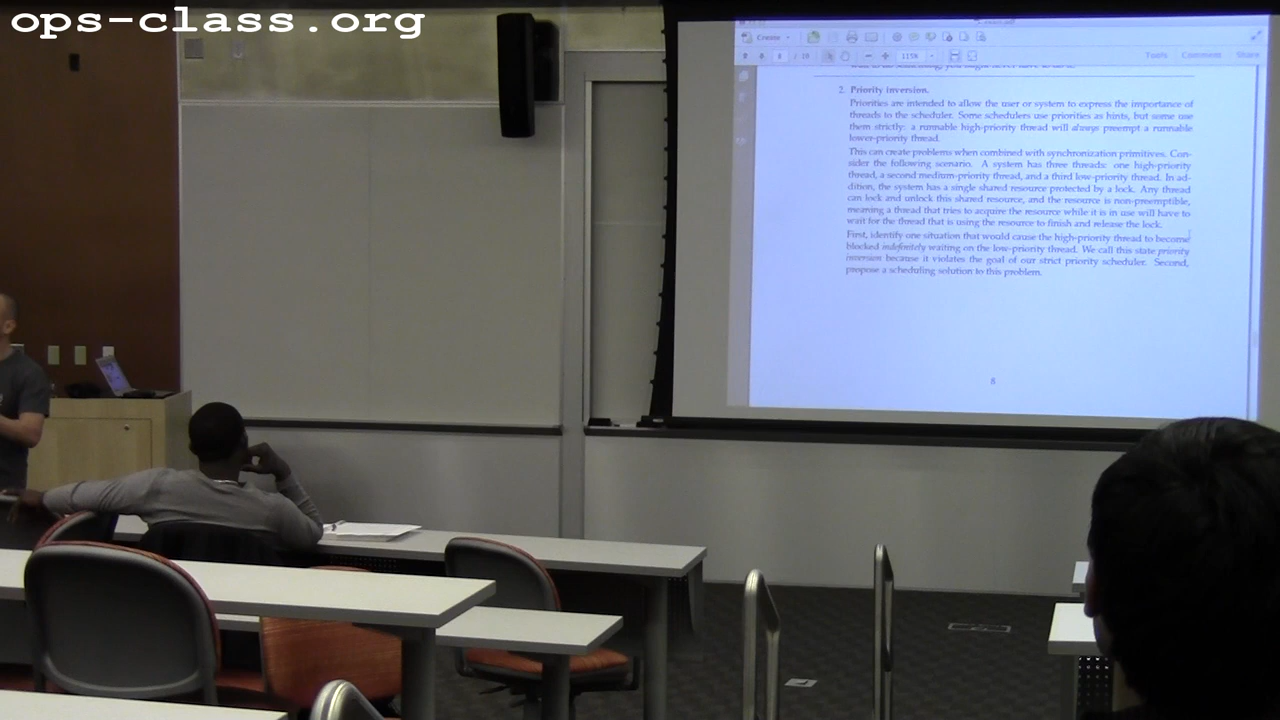 ops-class.org
Create
8 / 10
115%
Tools Comment Share
2. Priority inversion.
Priorities are intended to allow the user or system to express the importance of
threads to the scheduler. Some schedulers use priorities as hints, but some use
them strictly: a runnable high-priority thread will always preempt a runnable
lower-priority thread.
This can create problems when combined with synchronization primitives. Con-
sider the following scenario. A system has three threads: one high-priority
thread, a second medium-priority thread, and a third low-priority thread. In ad-
dition, the system has a single shared resource protected by a lock. Any thread
can lock and unlock this shared resource, and the resource is non-preemptible,
meaning a thread that tries to acquire the resource while it is in use will have to
wait for the thread that is using the resource to finish and release the lock.
First, identify one situation that would cause the high-priority thread to become
blocked indefinitely waiting on the low-priority thread. We call this state priority
inversion because it violates the goal of our strict priority scheduler. Second,
propose a scheduling solution to this problem.
8